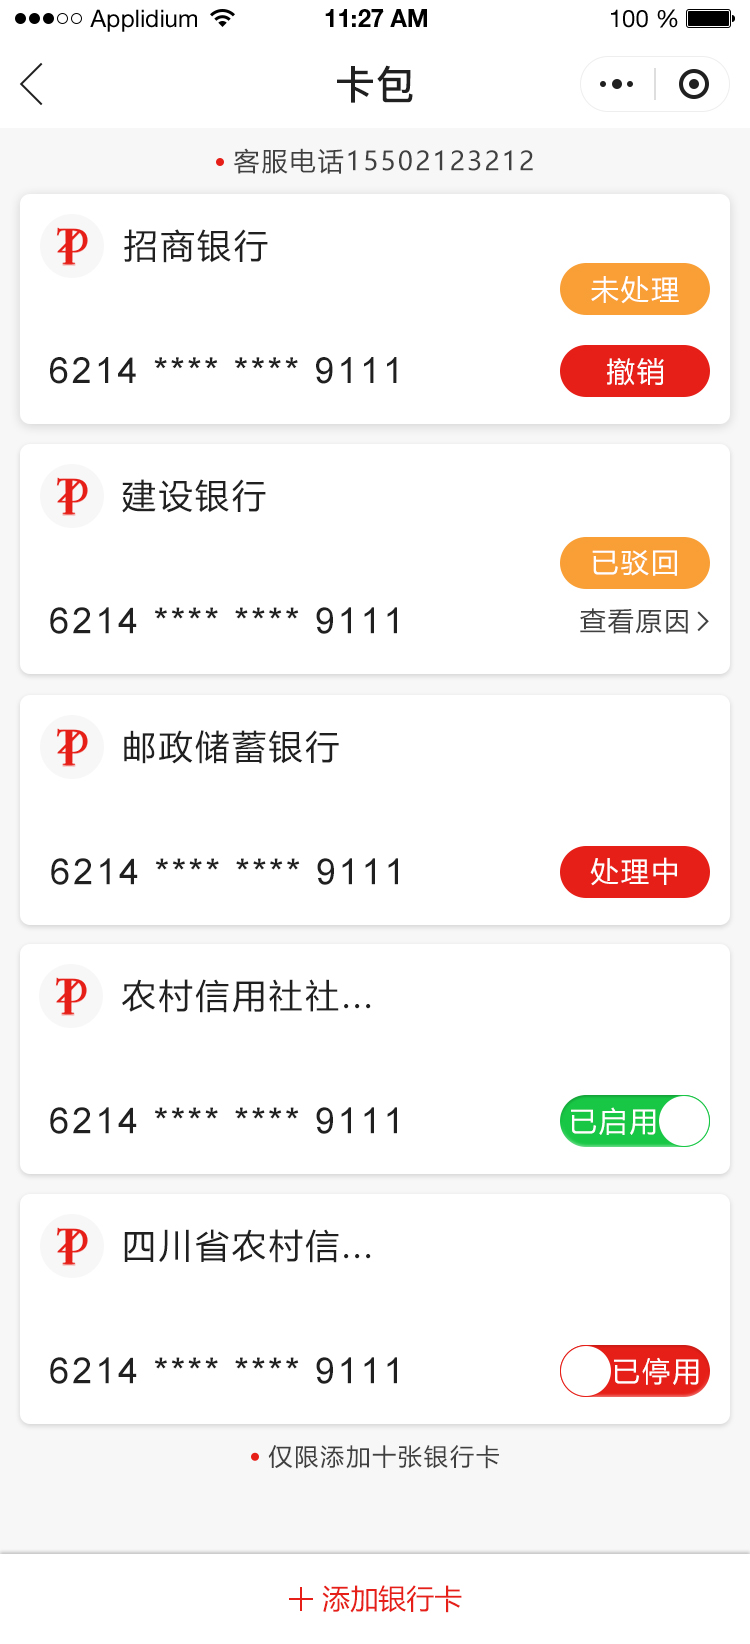 Applidium 11:27 AM 100 %
卡包
客服电话15502123212
招商银行
未处理
6214 **** **** 9111
撤销
建设银行
已驳回
6214 **** **** 9111
查看原因
邮政储蓄银行
6214 **** **** 9111
处理中
农村信用社社...
6214 **** **** 9111
已启用
四川省农村信...
6214 **** **** 9111
已停用
仅限添加十张银行卡
添加银行卡